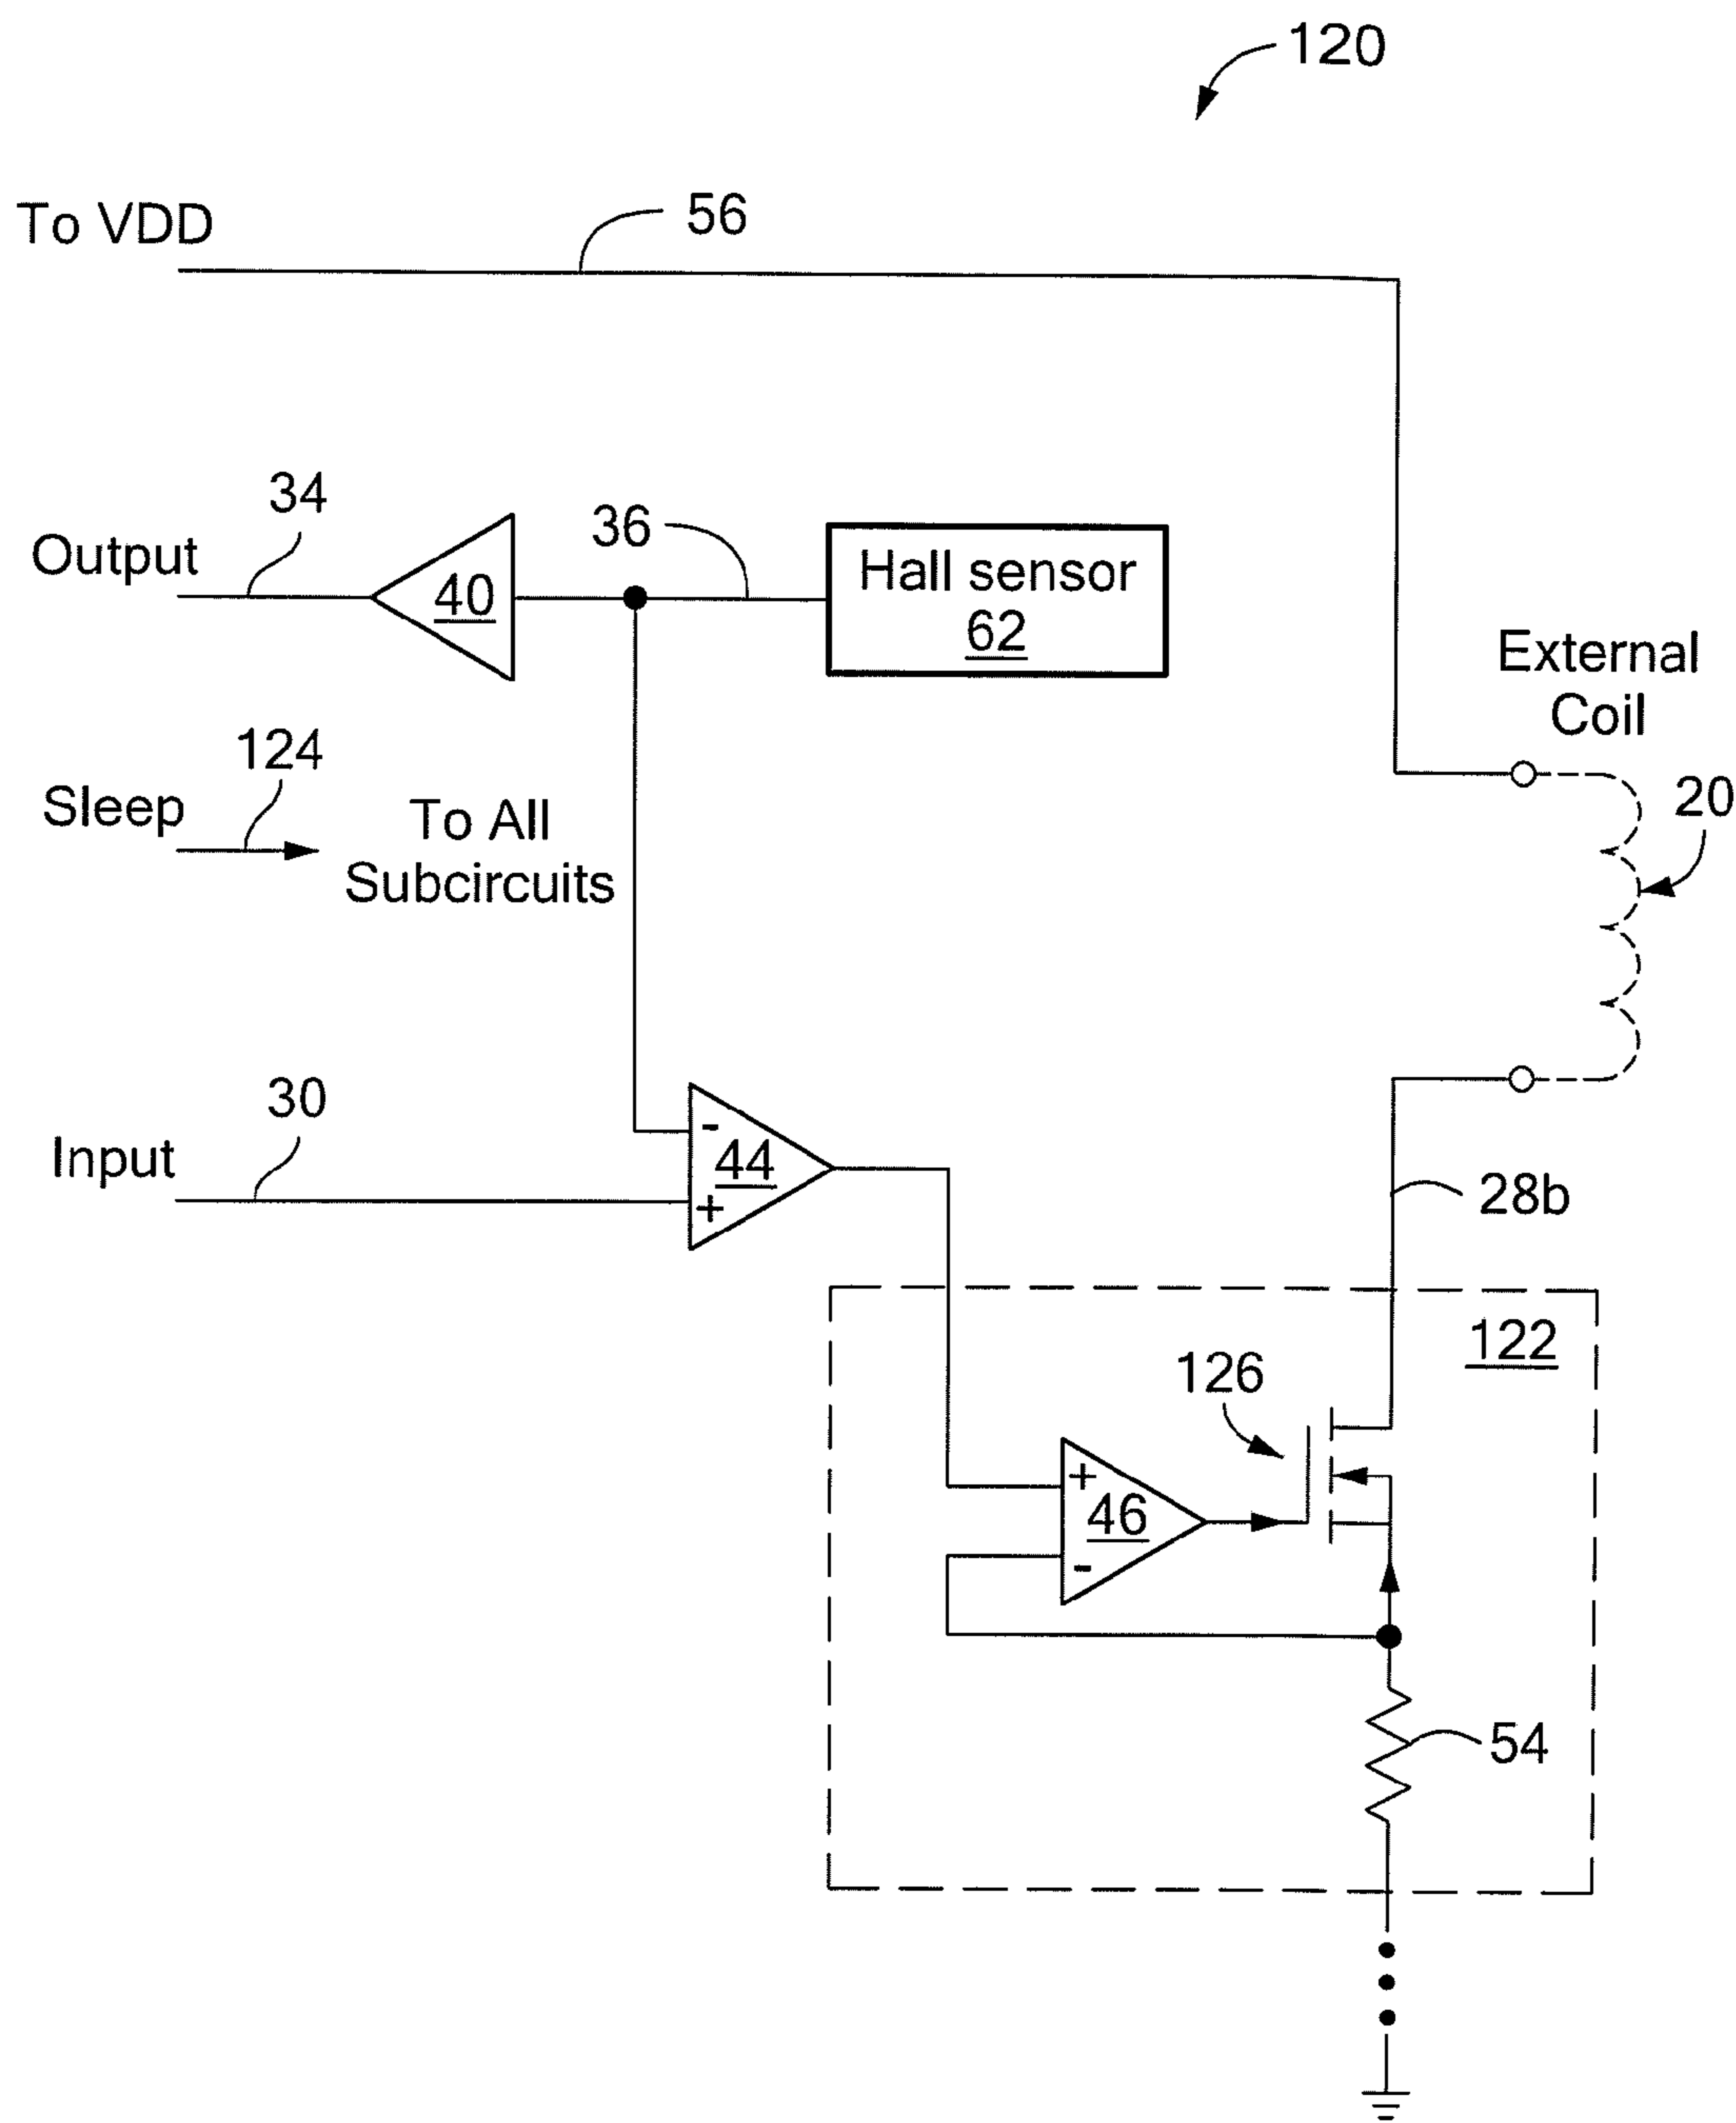 120
To VDD
56
34
Output
40
36
Hall sensor
62
External
Coil
20
124
Sleep
To All
Subcircuits
30
Input
-
44
+
28b
122
126
+
46
-
54